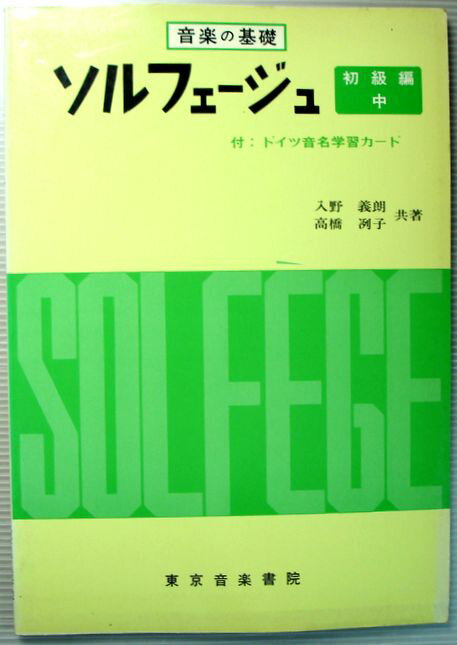 音楽の基礎
ソルフェージュ
初級編
中
付：ドイツ音名学習カード
入野 義朗
高橋 冽子
共著
SOLFEGE
東京音楽書院